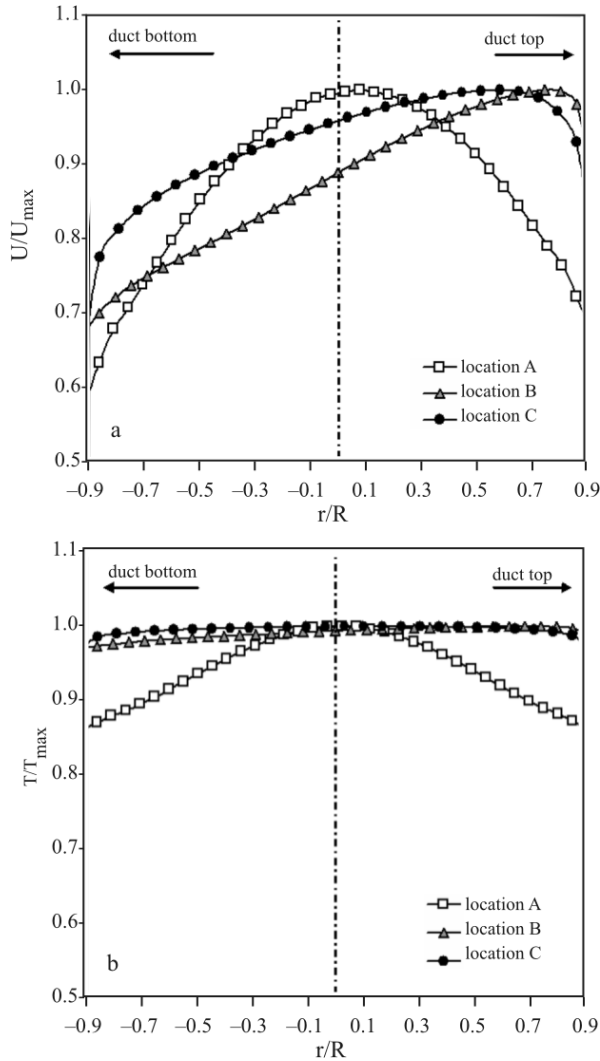 1.1
duct bottom
duct top
1.0
0.9
0.8
0.7
0.6
0.5
U/Umax
location A
location B
location C
a
−0.9 −0.7 −0.5 −0.3 −0.1 0.1 0.3 0.5 0.7 0.9
r/R
1.1
duct bottom
duct top
1.0
0.9
0.8
0.7
0.6
0.5
T/Tmax
location A
location B
location C
b
−0.9 −0.7 −0.5 −0.3 −0.1 0.1 0.3 0.5 0.7 0.9
r/R